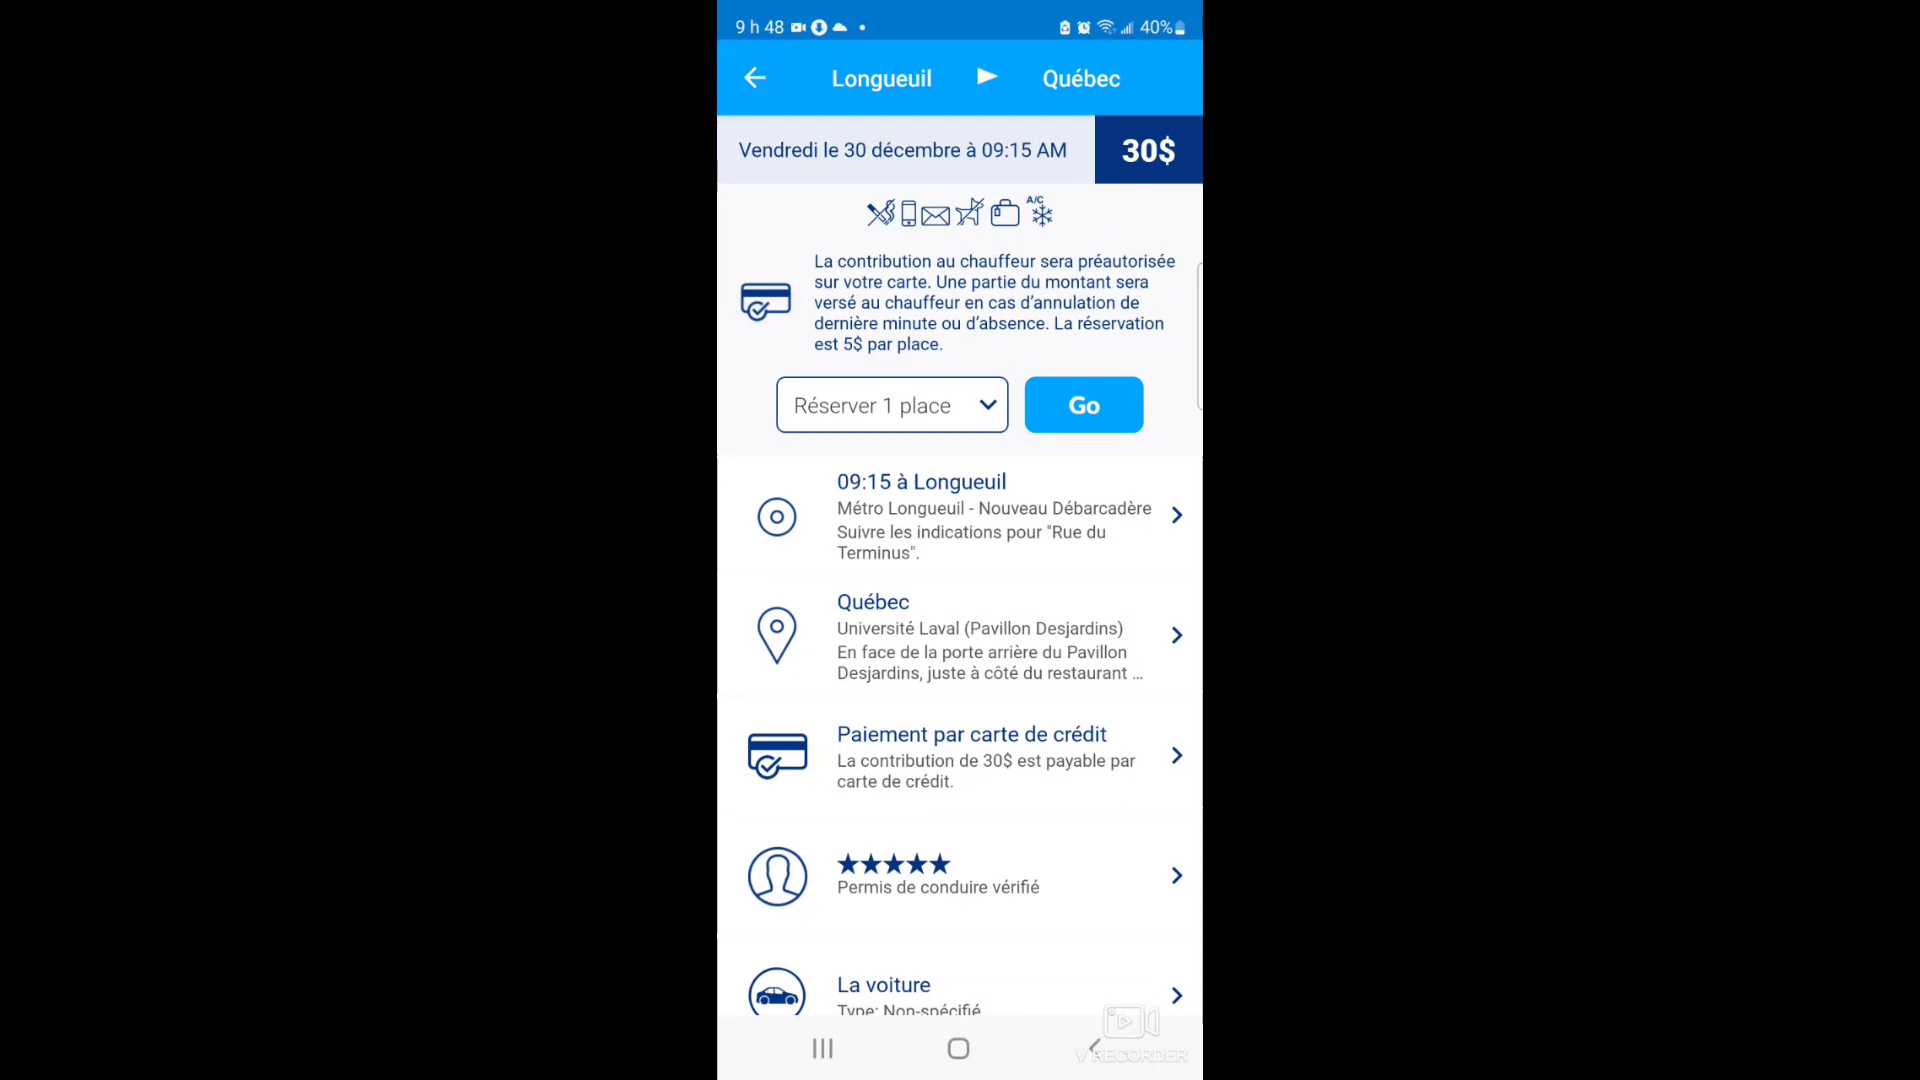 9 h 48
40%
Longueuil
Québec
Vendredi le 30 décembre à 09:15 AM
30$
A/C
La contribution au chauffeur sera préautorisée
sur votre carte. Une partie du montant sera
versé au chauffeur en cas d’annulation de
dernière minute ou d’absence. La réservation
est 5$ par place.
Réserver 1 place
Go
09:15 à Longueuil
Métro Longueuil - Nouveau Débarcadère
Suivre les indications pour "Rue du
Terminus".
Québec
Université Laval (Pavillon Desjardins)
En face de la porte arrière du Pavillon
Desjardins, juste à côté du restaurant ...
Paiement par carte de crédit
La contribution de 30$ est payable par
carte de crédit.
Permis de conduire vérifié
La voiture
Type: Non-spécifié
V RECORDER